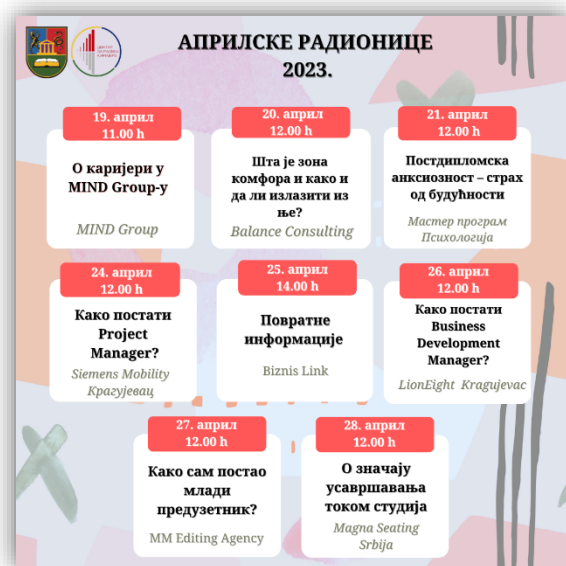 АПРИЛСКЕ РАДИОНИЦЕ
2023.
19. април
11.00 h
О каријери у
MIND Group-у
MIND Group
20. април
12.00 h
Шта је зона
комфора и како и
да ли излазити из
ње?
Balance Consulting
21. април
12.00 h
Постдипломска
анксиозност – страх
од будућности
Мастер програм
Психологија
24. април
12.00 h
Како постати
Project
Manager?
Siemens Mobility
Крагујевац
25. април
14.00 h
Повратне
информације
Biznis Link
26. април
12.00 h
Како постати
Business
Development
Manager?
LionEight Kragujevac
27. април
12.00 h
Како сам постао
млади
предузетник?
MM Editing Agency
28. април
12.00 h
О значају
усавршавања
током студија
Magna Seating
Srbija